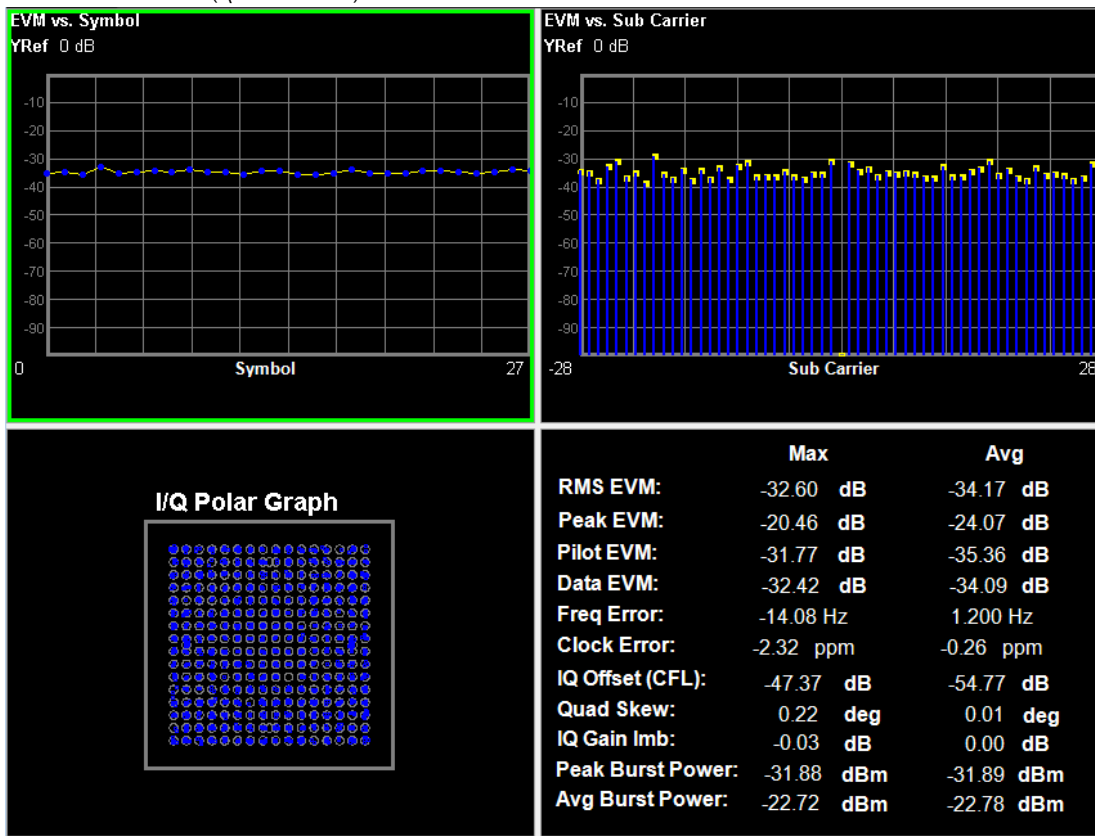 EVM vs. Symbol
YRef 0 dB
-10
-20
-30
-40
-50
-60
-70
-80
-90
0 Symbol 27
EVM vs. Sub Carrier
YRef 0 dB
-10
-20
-30
-40
-50
-60
-70
-80
-90
-28 Sub Carrier 28
I/Q Polar Graph
Max Avg
RMS EVM: -32.60 dB -34.17 dB
Peak EVM: -20.46 dB -24.07 dB
Pilot EVM: -31.77 dB -35.36 dB
Data EVM: -32.42 dB -34.09 dB
Freq Error: -14.08 Hz 1.200 Hz
Clock Error: -2.32 ppm -0.26 ppm
IQ Offset (CFL): -47.37 dB -54.77 dB
Quad Skew: 0.22 deg 0.01 deg
IQ Gain Imb: -0.03 dB 0.00 dB
Peak Burst Power: -31.88 dBm -31.89 dBm
Avg Burst Power: -22.72 dBm -22.78 dBm